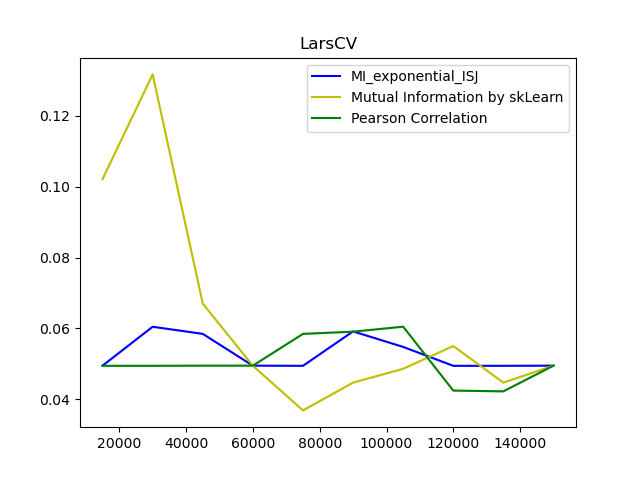 LarsCV
MI_exponential_ISJ
Mutual Information by skLearn
Pearson Correlation
0.12
0.10
0.08
0.06
0.04
20000 40000 60000 80000 100000 120000 140000